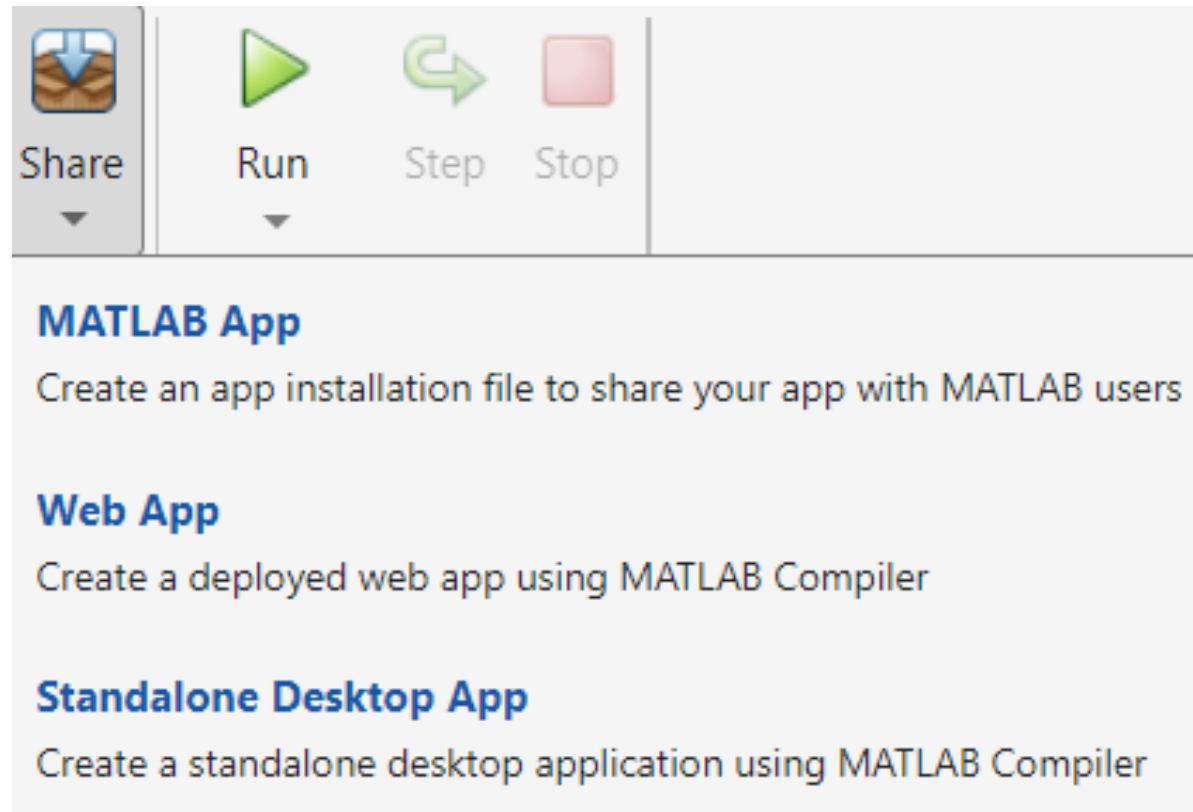 Share Run Step Stop
MATLAB App
Create an app installation file to share your app with MATLAB users
Web App
Create a deployed web app using MATLAB Compiler
Standalone Desktop App
Create a standalone desktop application using MATLAB Compiler